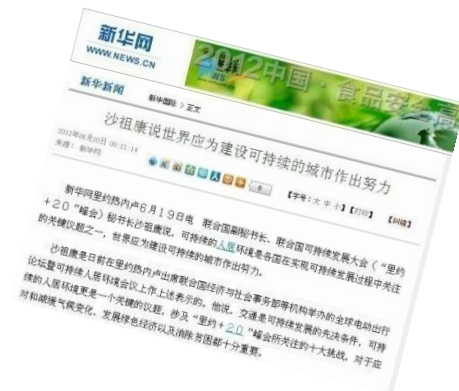 新华网
WWW.NEWS.CN
2012中国·食品安全高
新华新闻
新华国际 > 正文
沙祖康说世界应为建设可持续的城市作出努力
2012年06月20日 00:21:14
来源： 新华网
0
【字号：大 中 小】【打印】
【纠错】
新华网里约热内卢6月19日电 联合国副秘书长、联合国可持续发展大会（“里约
+20”峰会）秘书长沙祖康说，可持续的人居环境是各国在实现可持续发展过程中关注
的关键议题之一，世界应为建设可持续的城市作出努力。
沙祖康是日前在里约热内卢出席联合国经济与社会事务部等机构举办的全球电动出行
论坛暨可持续人居环境会议上作上述表示的。他说，交通是可持续发展的先决条件，可持
续的人居环境更是一个关键的议题，涉及“里约+20”峰会所关注的十大挑战，对于应
对和减缓气候变化，发展绿色经济以及消除贫困都十分重要。